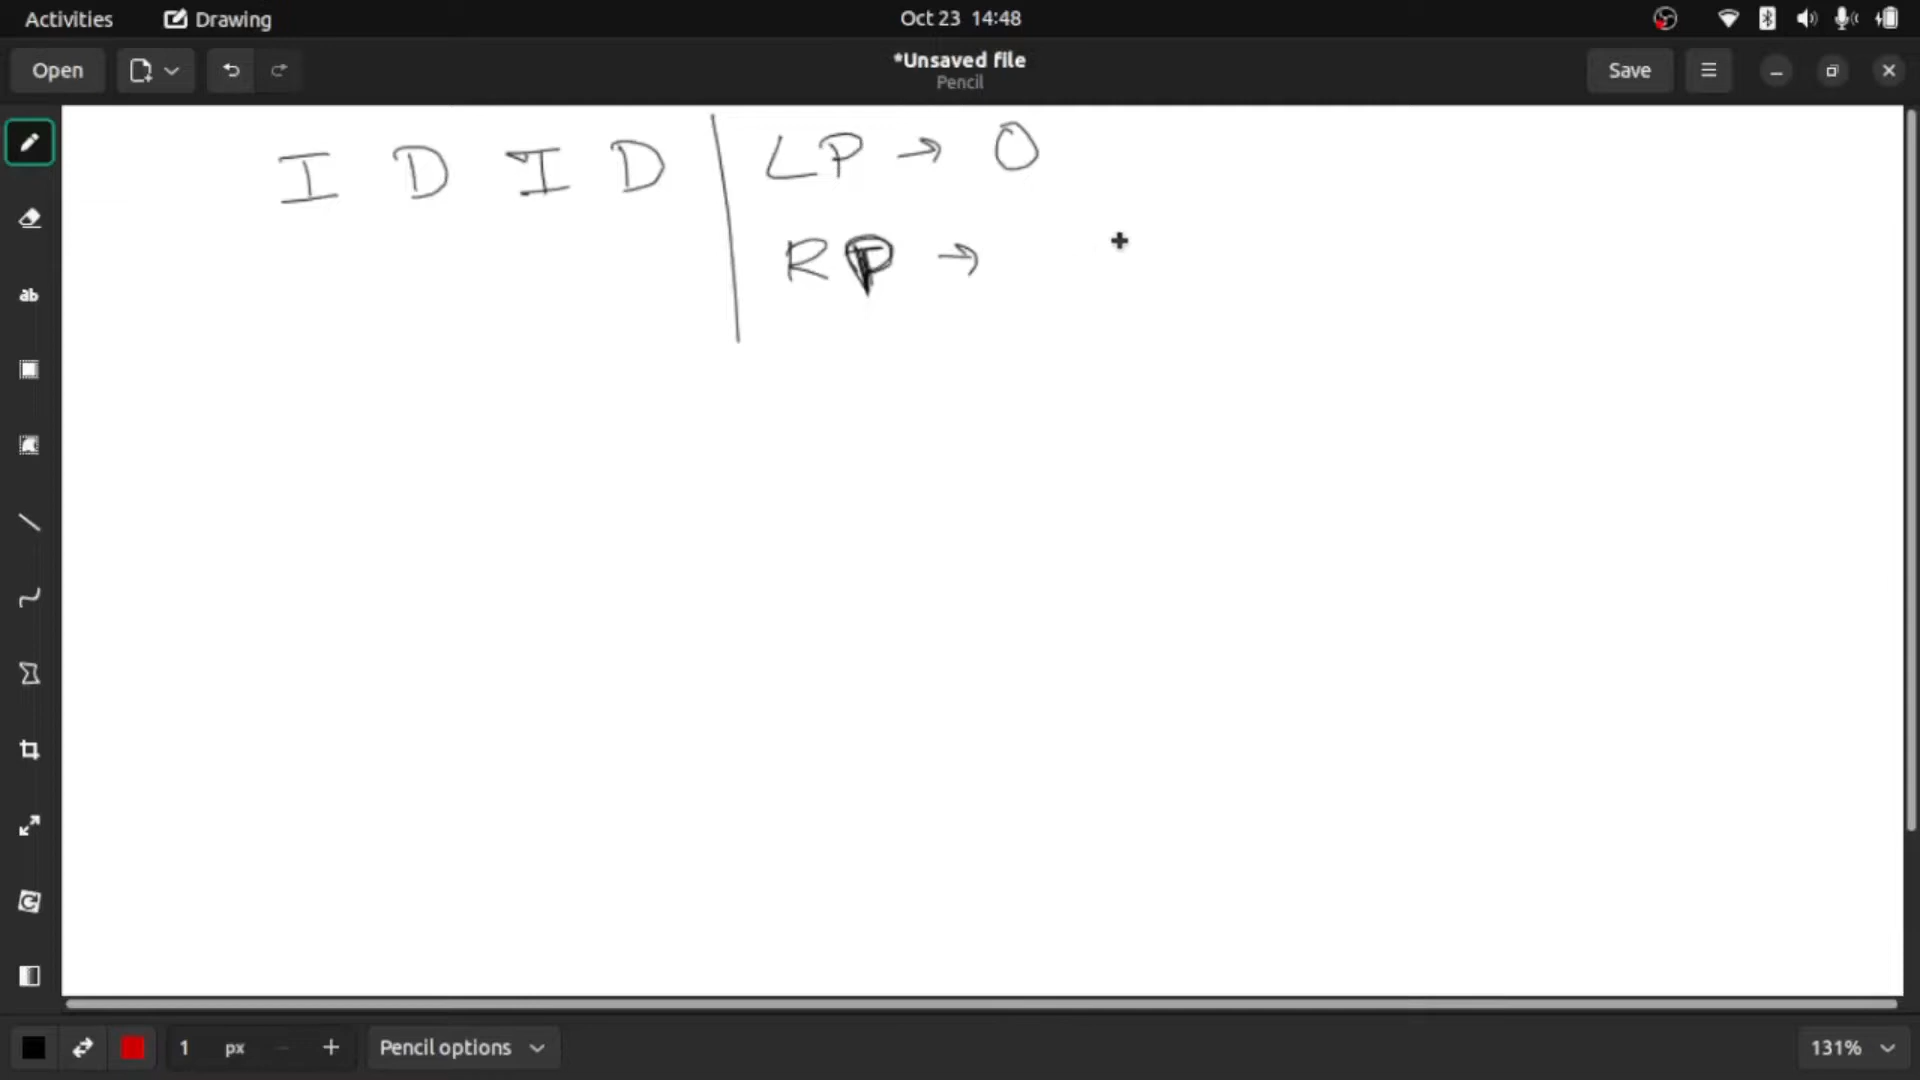 Activities Drawing Oct 23 14:48
Open *Unsaved file Save
Pencil
I D I D LP → 0
RP →
ab
1 px Pencil options 131%